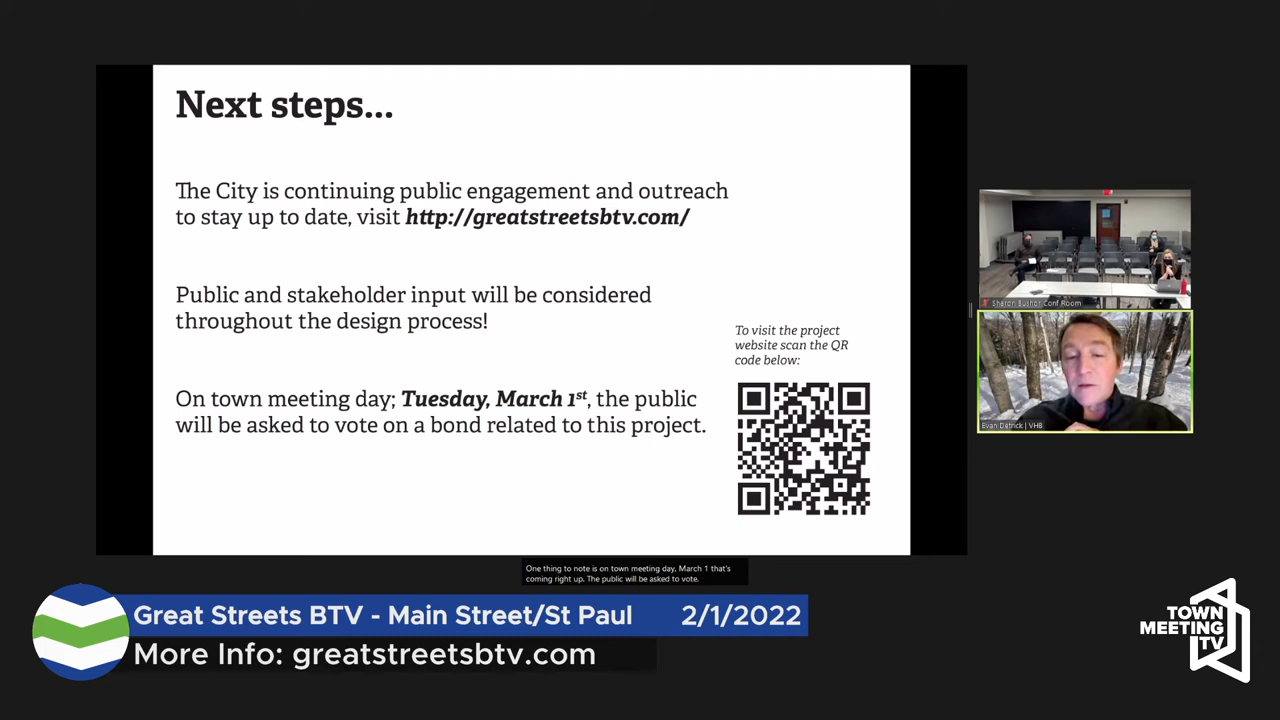 Next steps...
The City is continuing public engagement and outreach
to stay up to date, visit http://greatstreetsbtv.com/
Public and stakeholder input will be considered
throughout the design process!
To visit the project
website scan the QR
code below:
On town meeting day; Tuesday, March 1st, the public
will be asked to vote on a bond related to this project.
Sharon Bushor Conf Room
Evan Detrick | VHB
One thing to note is on town meeting day, March 1 that's
coming right up. The public will be asked to vote.
Great Streets BTV - Main Street/St Paul 2/1/2022
More Info: greatstreetsbtv.com
TOWN
MEETING
TV